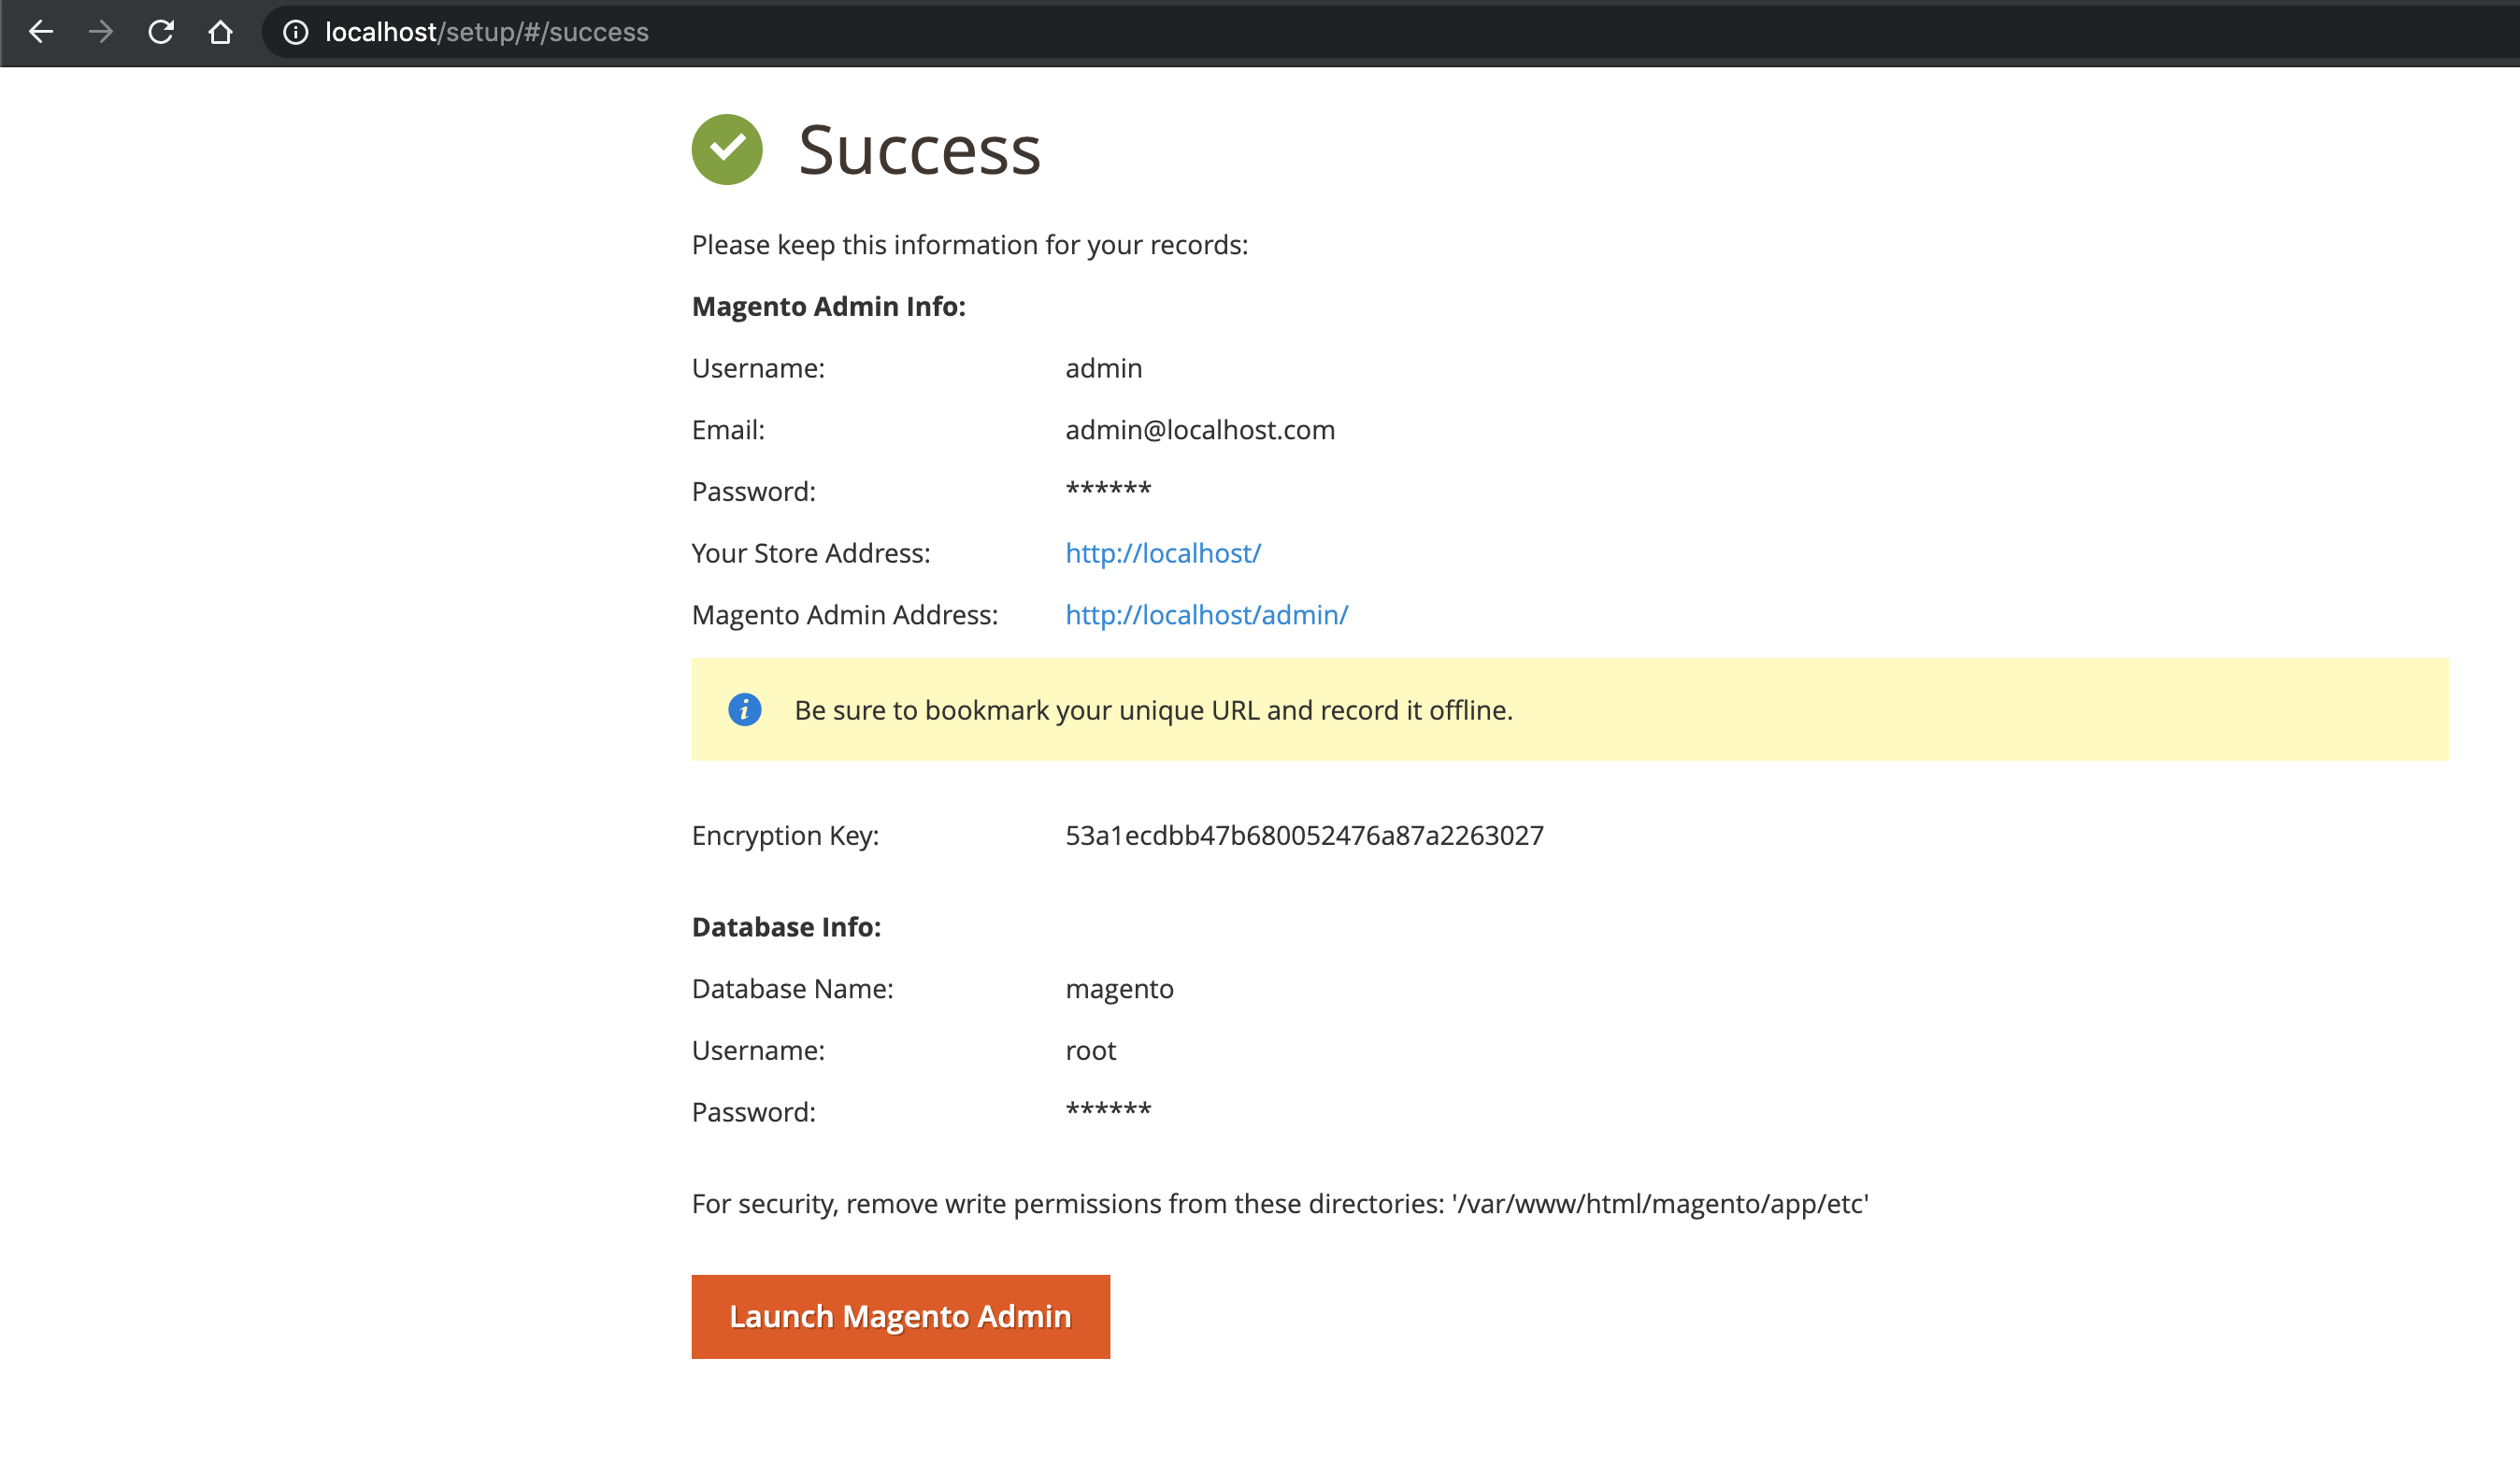 localhost/setup/#/success
Success
Please keep this information for your records:
Magento Admin Info:
Username: admin
Email: admin@localhost.com
Password: ******
Your Store Address: http://localhost/
Magento Admin Address: http://localhost/admin/
Be sure to bookmark your unique URL and record it offline.
Encryption Key: 53a1ecdbb47b680052476a87a2263027
Database Info:
Database Name: magento
Username: root
Password: ******
For security, remove write permissions from these directories: '/var/www/html/magento/app/etc'
Launch Magento Admin